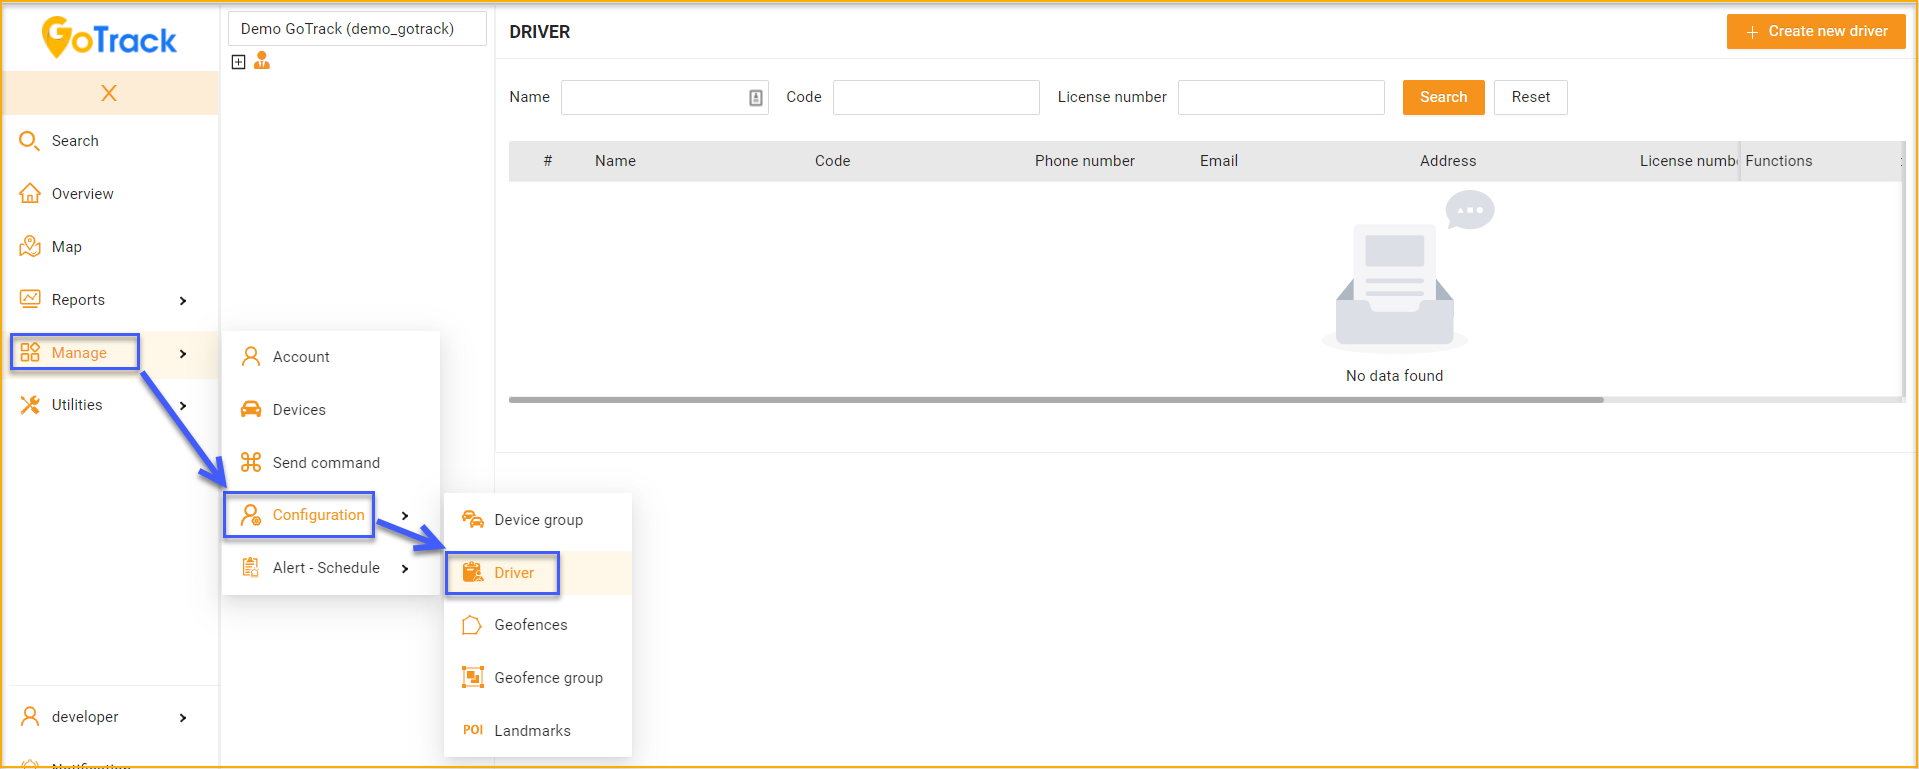 GoTrack
Demo GoTrack (demo_gotrack)
DRIVER
+ Create new driver
X
Name
Code
License number
Search
Reset
# Name Code Phone number Email Address License numbe Functions
No data found
Search
Overview
Map
Reports
Manage
Utilities
Account
Devices
Send command
Configuration
Alert - Schedule
Device group
Driver
Geofences
Geofence group
POI Landmarks
developer
Notification